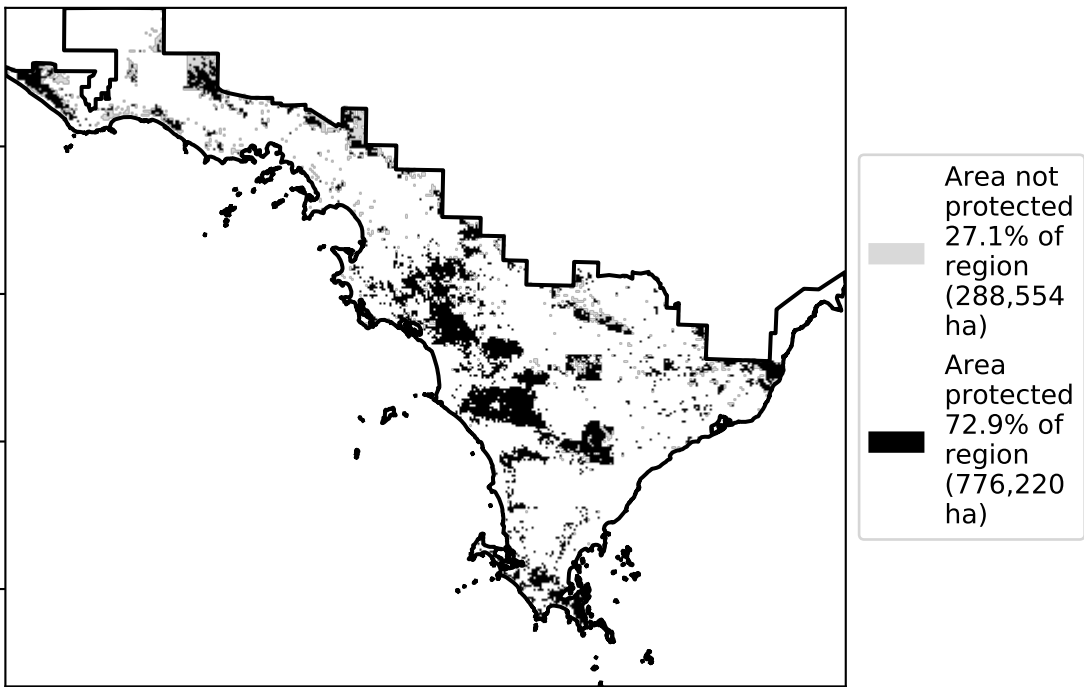 Area not
protected
27.1% of
region
(288,554
ha)
Area
protected
72.9% of
region
(776,220
ha)